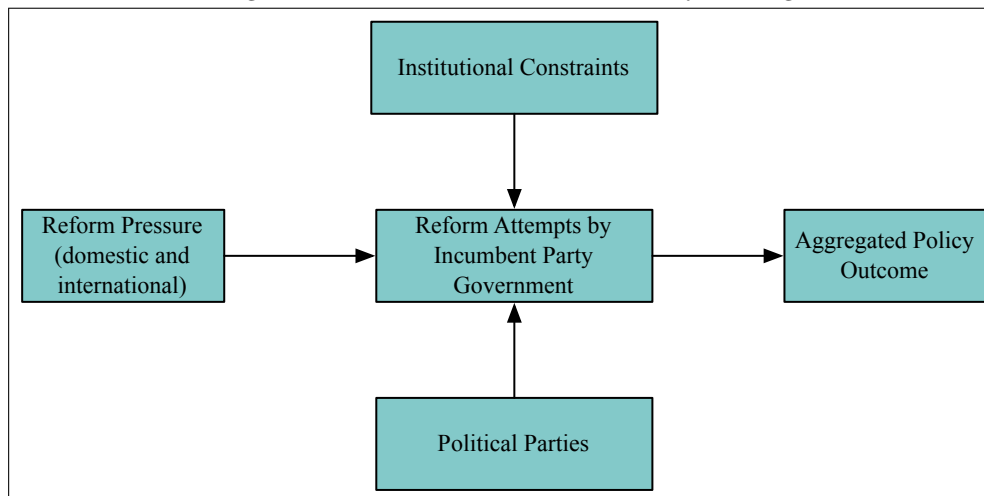 Institutional Constraints
Reform Pressure
(domestic and
international)
Reform Attempts by
Incumbent Party
Government
Aggregated Policy
Outcome
Political Parties